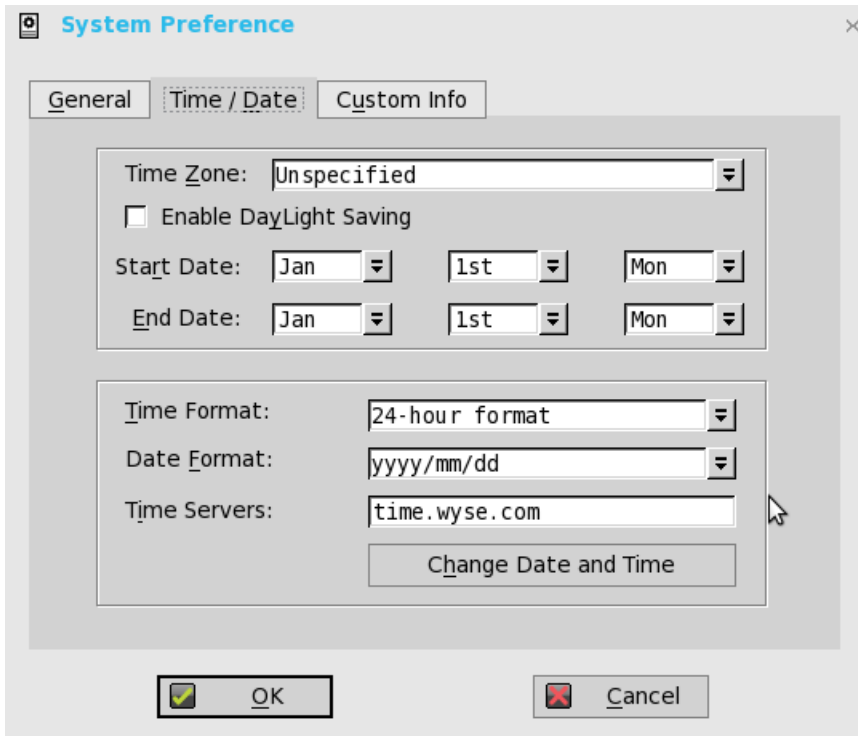 System Preference
General Time / Date Custom Info
Time Zone: Unspecified
Enable DayLight Saving
Start Date: Jan 1st Mon
End Date: Jan 1st Mon
Time Format: 24-hour format
Date Format: yyyy/mm/dd
Time Servers: time.wyse.com
Change Date and Time
OK Cancel